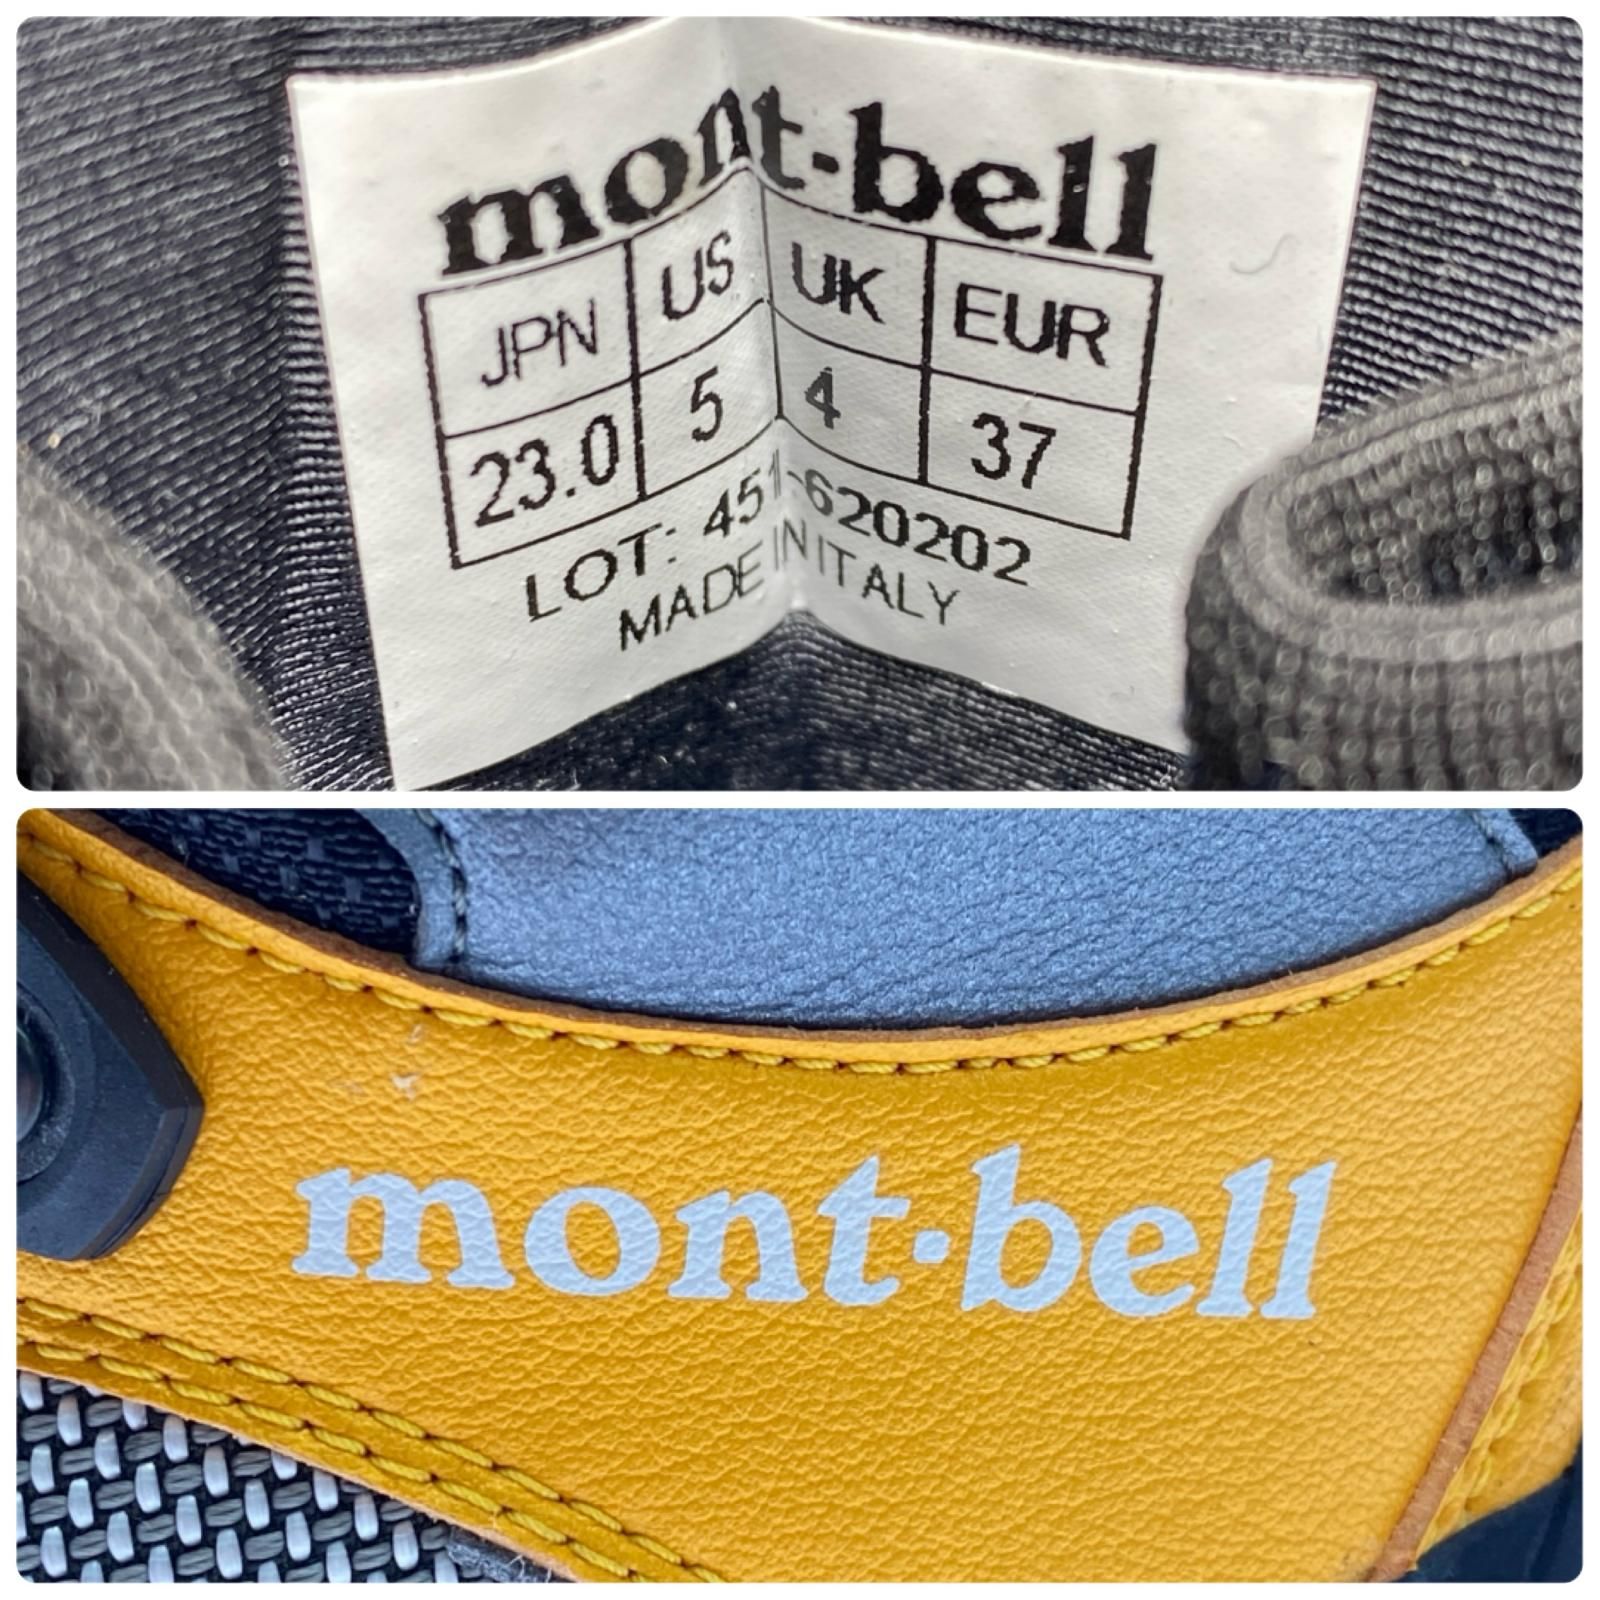 mont-bell
JPN US UK EUR
23.0 5 4 37
LOT: 451-620202
MADE IN ITALY
mont-bell